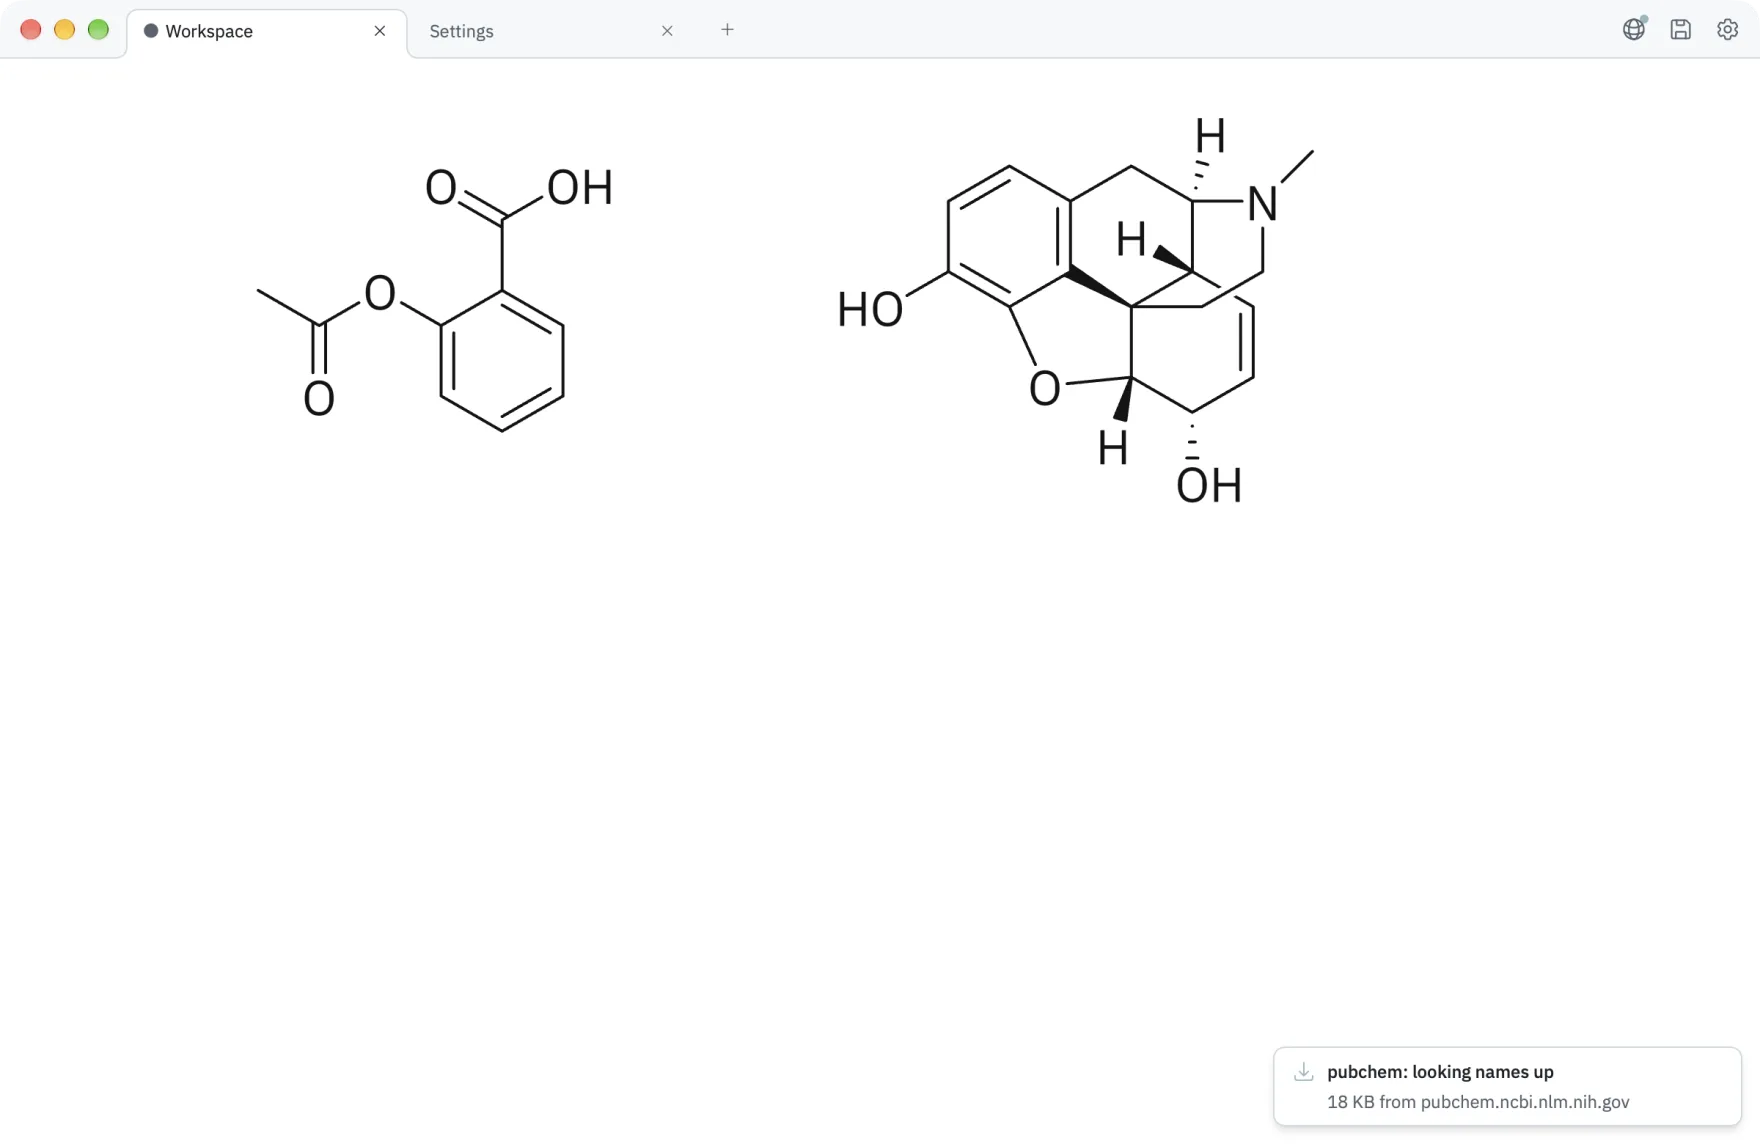 Workspace
Settings
H
N
O
OH
H
O
HO
O
O
H
OH
pubchem: looking names up
18 KB from pubchem.ncbi.nlm.nih.gov